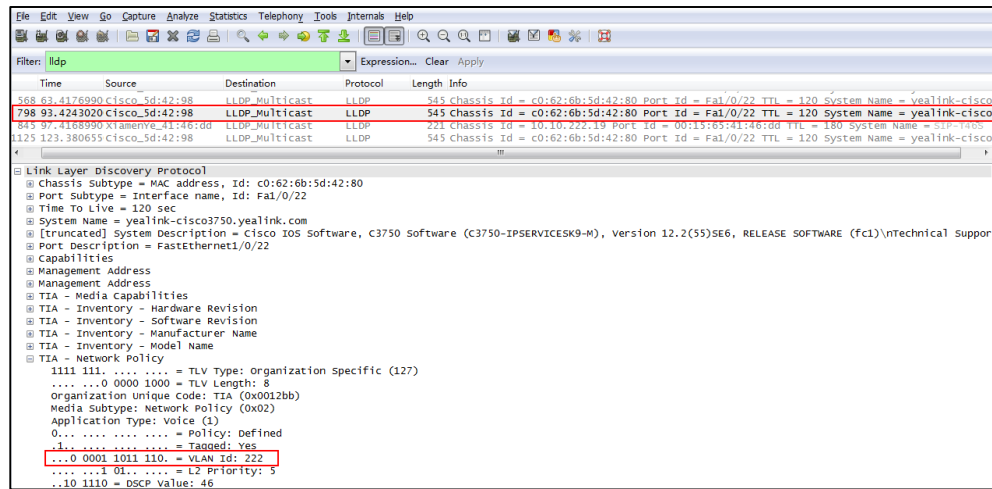 File Edit View Go Capture Analyze Statistics Telephony Tools Internals Help
Filter: lldp Expression... Clear Apply
Time Source Destination Protocol Length Info
568 63.4176990 Cisco_5d:42:98 LLDP_Multicast LLDP 545 Chassis Id = c0:62:6b:5d:42:80 Port Id = Fa1/0/22 TTL = 120 System Name = yealink-cisco
798 93.4243020 Cisco_5d:42:98 LLDP_Multicast LLDP 545 Chassis Id = c0:62:6b:5d:42:80 Port Id = Fa1/0/22 TTL = 120 System Name = yealink-cisco
845 97.4168990 XiamenYe_41:46:dd LLDP_Multicast LLDP 221 Chassis Id = 10.10.222.19 Port Id = 00:15:65:41:46:dd TTL = 180 System Name = SIP-T46S
1125 123.380655 Cisco_5d:42:98 LLDP_Multicast LLDP 545 Chassis Id = c0:62:6b:5d:42:80 Port Id = Fa1/0/22 TTL = 120 System Name = yealink-cisco
Link Layer Discovery Protocol
Chassis Subtype = MAC address, Id: c0:62:6b:5d:42:80
Port Subtype = Interface name, Id: Fa1/0/22
Time To Live = 120 sec
System Name = yealink-cisco3750.yealink.com
[truncated] System Description = Cisco IOS Software, C3750 Software (C3750-IPSERVICESK9-M), Version 12.2(55)SE6, RELEASE SOFTWARE (fc1)\nTechnical Suppor
Port Description = FastEthernet1/0/22
Capabilities
Management Address
Management Address
TIA - Media Capabilities
TIA - Inventory - Hardware Revision
TIA - Inventory - Software Revision
TIA - Inventory - Manufacturer Name
TIA - Inventory - Model Name
TIA - Network Policy
1111 111. .... .... = TLV Type: Organization Specific (127)
.... ...0 0000 1000 = TLV Length: 8
Organization Unique Code: TIA (0x0012bb)
Media Subtype: Network Policy (0x02)
Application Type: Voice (1)
0... .... .... .... = Policy: Defined
.1.. .... .... .... = Tagged: Yes
...0 0001 1011 110. = VLAN Id: 222
.... ...1 01.. .... = L2 Priority: 5
..10 1110 = DSCP Value: 46